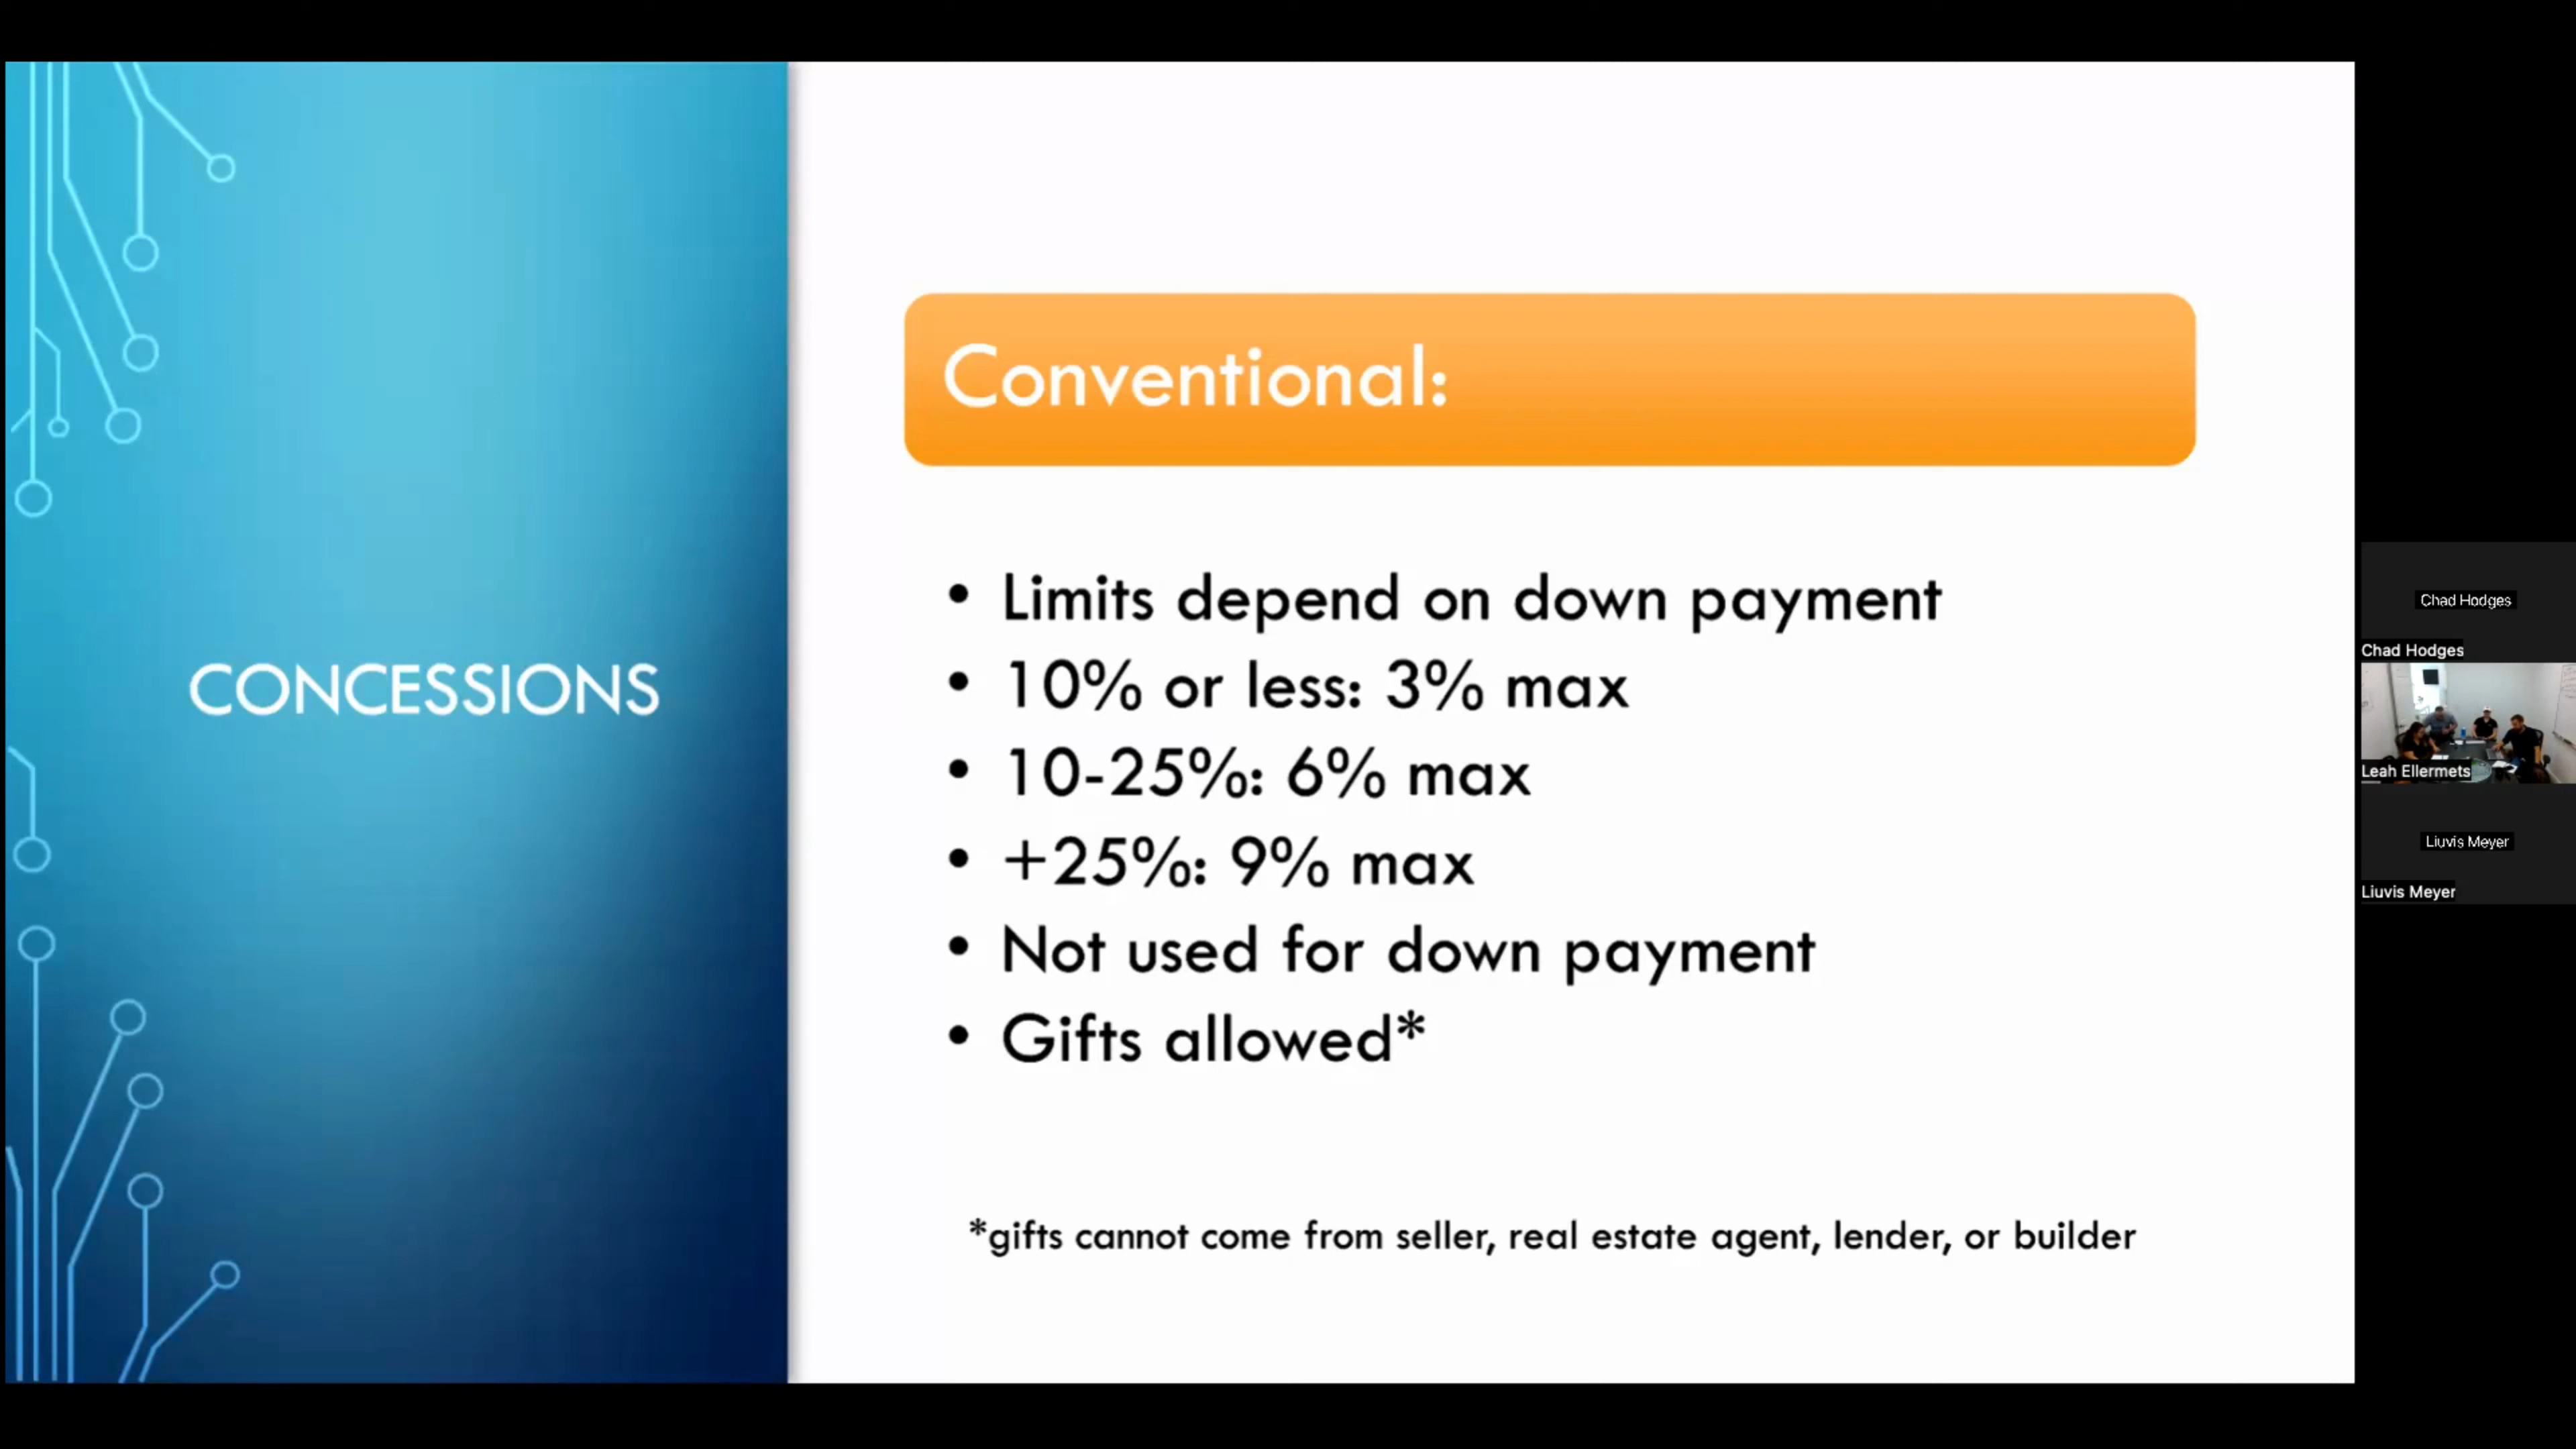 CONCESSIONS
Conventional:
• Limits depend on down payment
• 10% or less: 3% max
• 10-25%: 6% max
• +25%: 9% max
• Not used for down payment
• Gifts allowed*
*gifts cannot come from seller, real estate agent, lender, or builder
Chad Hodges
Chad Hodges
Leah Ellermets
Liuvis Meyer
Liuvis Meyer